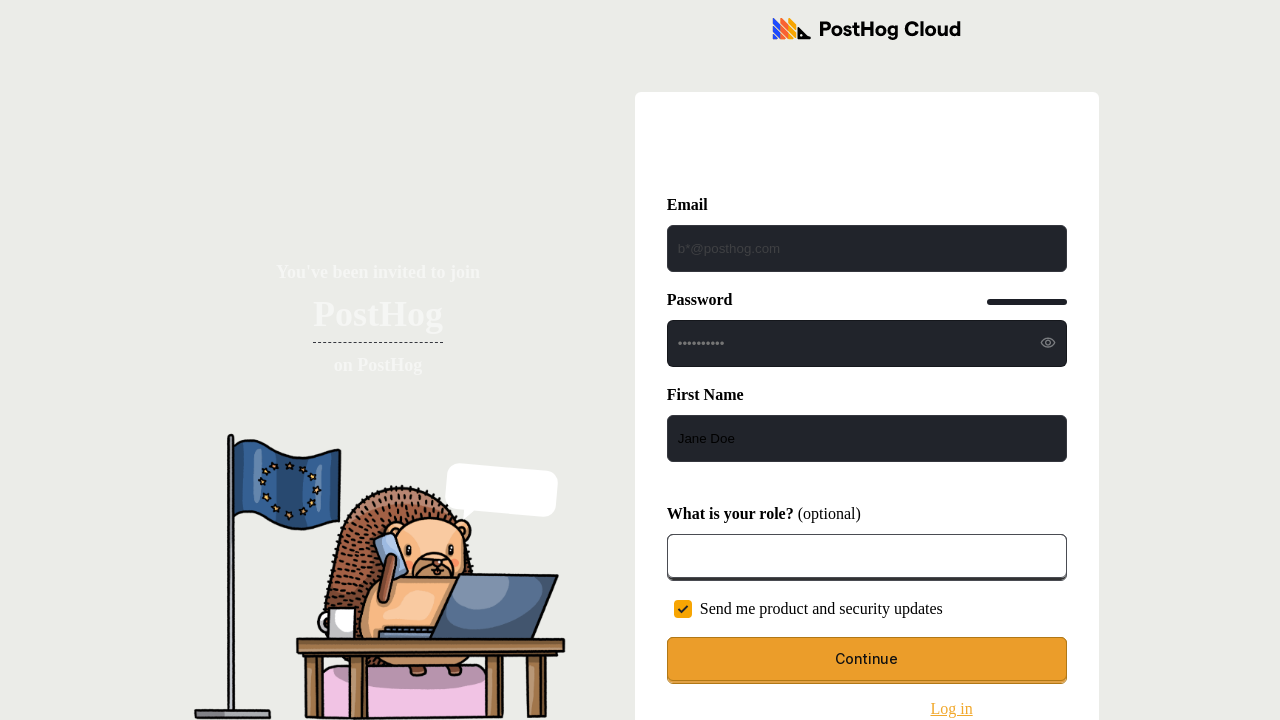 PostHog Cloud
You've been invited to join
PostHog
on PostHog
Email
b*@posthog.com
Password
••••••••••
First Name
Jane Doe
What is your role? (optional)
Send me product and security updates
Continue
Log in